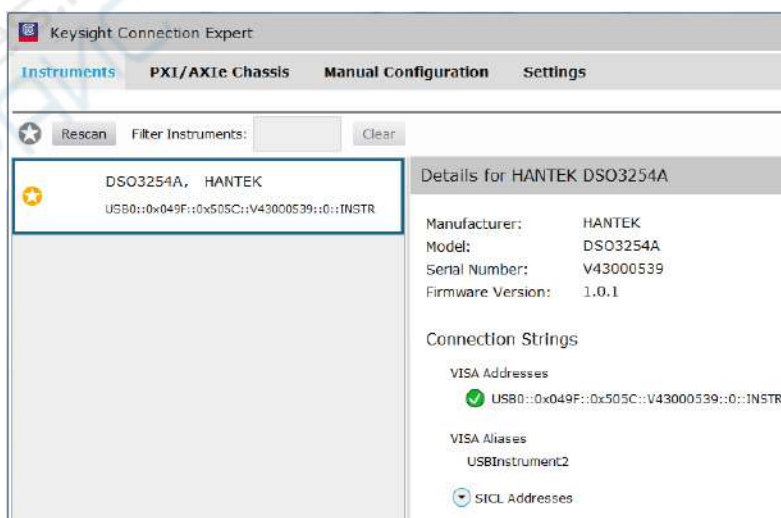 Keysight Connection Expert
Instruments PXI/AXIe Chassis Manual Configuration Settings
Rescan Filter Instruments: Clear
DSO3254A, HANTEK
USB0::0x049F::0x505C::V43000539::0::INSTR
Details for HANTEK DSO3254A
Manufacturer: HANTEK
Model: DSO3254A
Serial Number: V43000539
Firmware Version: 1.0.1
Connection Strings
VISA Addresses
USB0::0x049F::0x505C::V43000539::0::INSTR
VISA Aliases
USBInstrument2
SICL Addresses